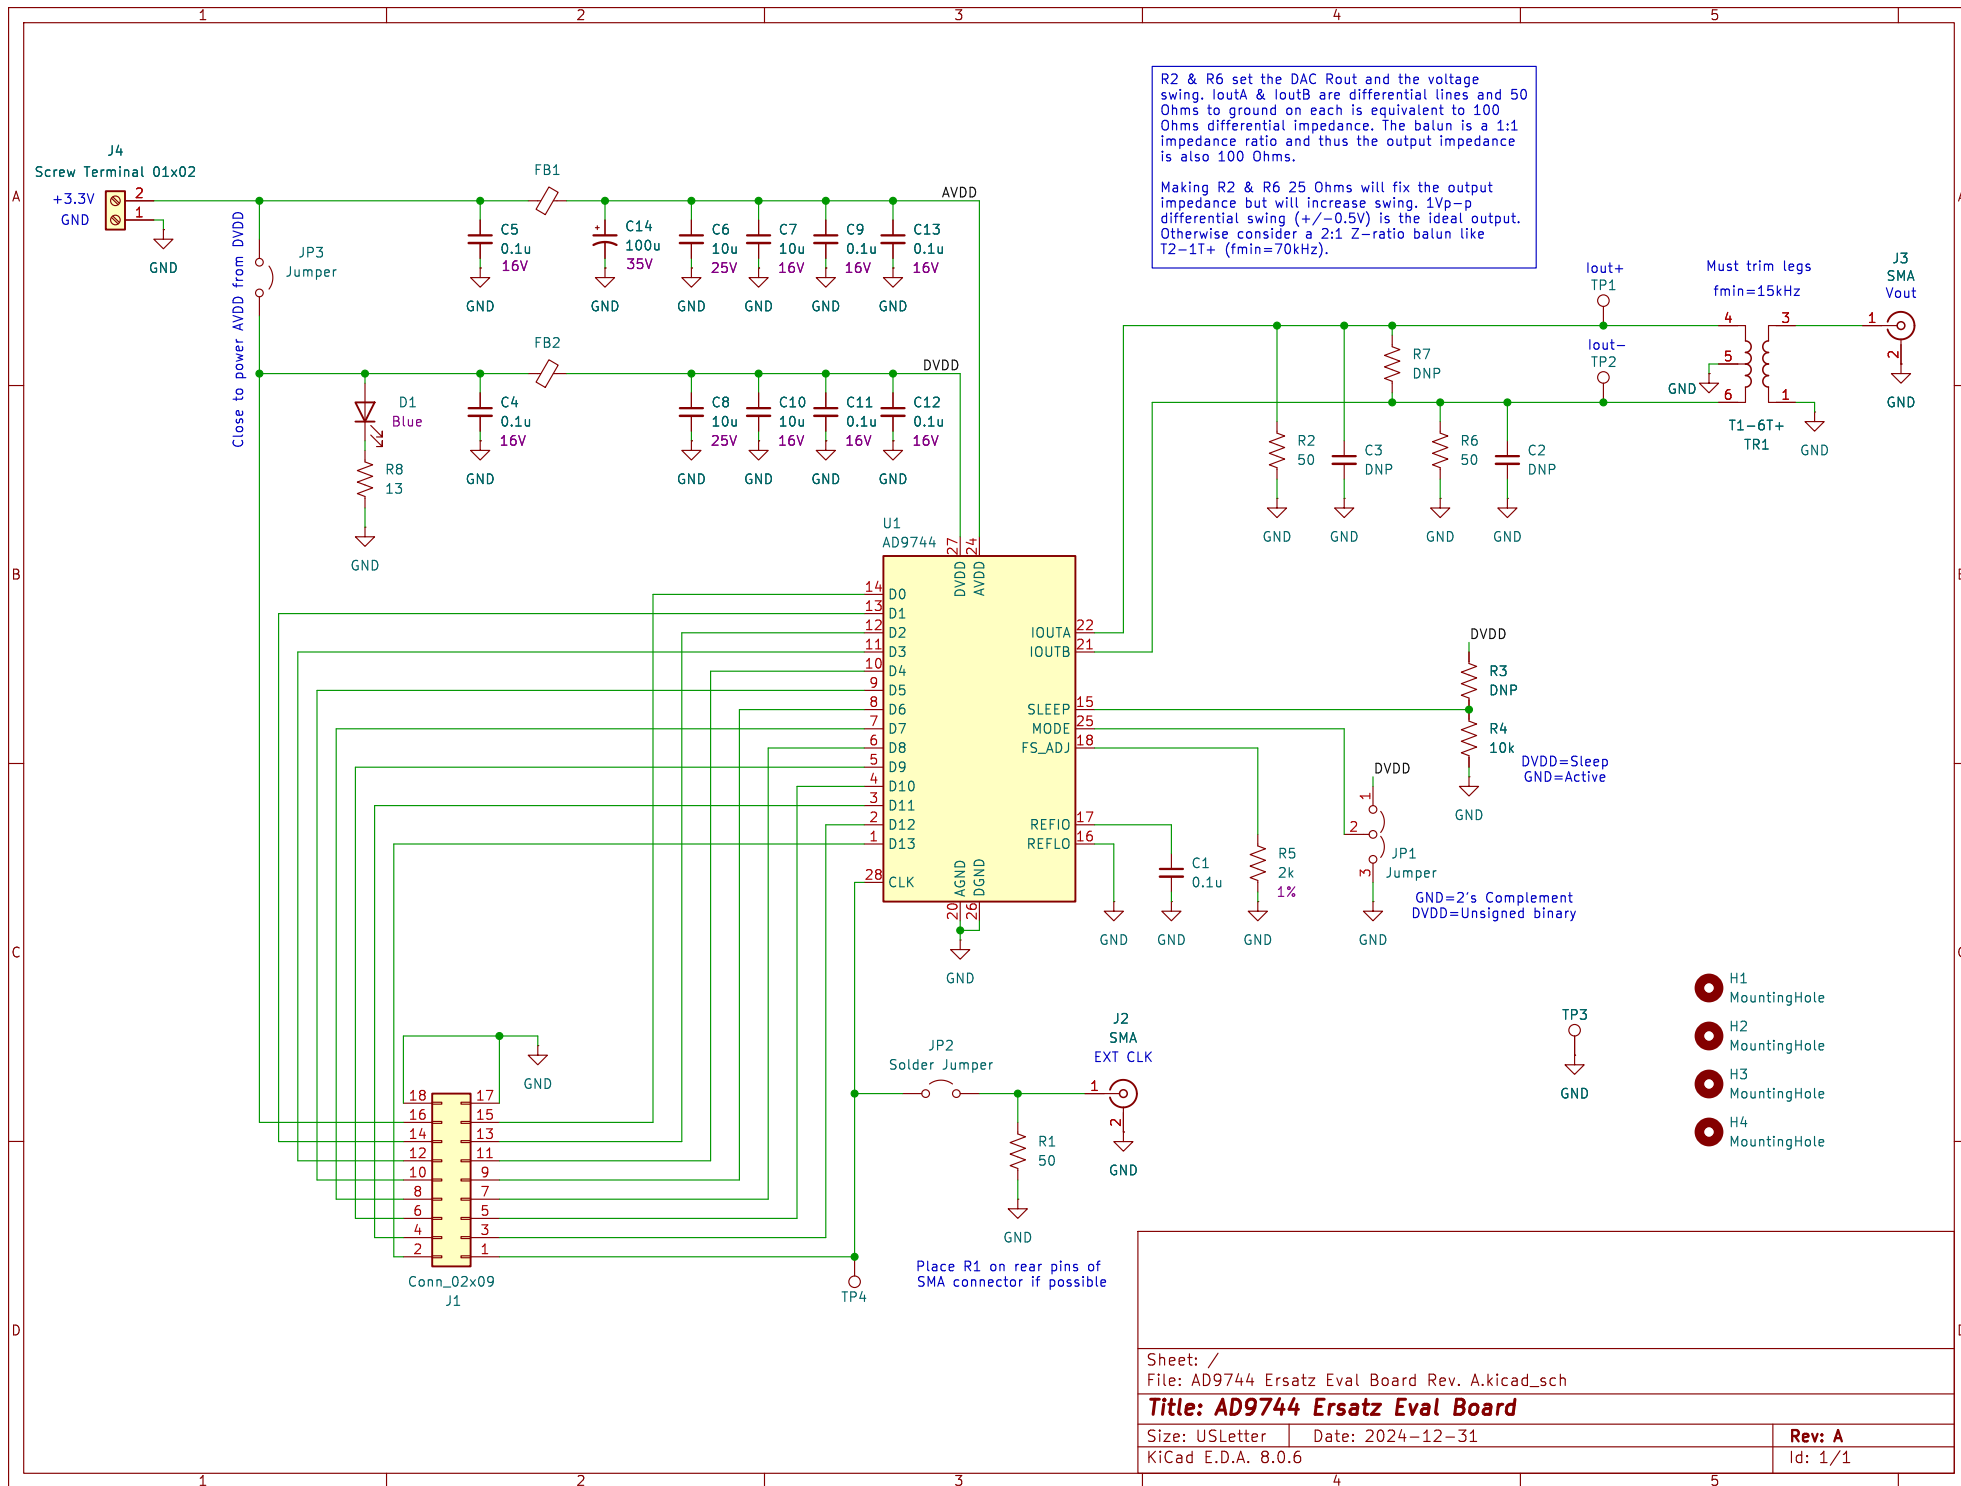 1 2 3 4 5
R2 & R6 set the DAC Rout and the voltage
swing. IoutA & IoutB are differential lines and 50
Ohms to ground on each is equivalent to 100
Ohms differential impedance. The balun is a 1:1
impedance ratio and thus the output impedance
is also 100 Ohms.
Making R2 & R6 25 Ohms will fix the output
impedance but will increase swing. 1Vp-p
differential swing (+/-0.5V) is the ideal output.
Otherwise consider a 2:1 Z-ratio balun like
T2-1T+ (fmin=70kHz).
A
J4
Screw Terminal 01x02
+3.3V
GND
2
1
GND
Close to power AVDD from DVDD
JP3
Jumper
FB1
AVDD
C5
0.1u
16V
GND
C14
100u
35V
GND
C6
10u
25V
GND
C7
10u
16V
GND
C9
0.1u
16V
GND
C13
0.1u
16V
GND
FB2
DVDD
D1
Blue
R8
13
GND
C4
0.1u
16V
GND
C8
10u
25V
GND
C10
10u
16V
GND
C11
0.1u
16V
GND
C12
0.1u
16V
GND
Iout+
TP1
Iout-
TP2
Must trim legs
fmin=15kHz
J3
SMA
Vout
1
2
GND
4
5
6
3
1
GND
T1-6T+
TR1
GND
R7
DNP
R2
50
GND
C3
DNP
GND
R6
50
GND
C2
DNP
GND
B
U1
AD9744
27
24
DVDD
AVDD
14 D0
13 D1
12 D2
11 D3
10 D4
9 D5
8 D6
7 D7
6 D8
5 D9
4 D10
3 D11
2 D12
1 D13
28 CLK
IOUTA 22
IOUTB 21
SLEEP 15
MODE 25
FS_ADJ 18
REFIO 17
REFLO 16
AGND
DGND
20
26
GND
DVDD
R3
DNP
R4
10k
DVDD=Sleep
GND=Active
GND
DVDD
1
2
3
JP1
Jumper
GND=2's Complement
DVDD=Unsigned binary
GND
R5
2k
1%
GND
C1
0.1u
GND
GND
C
H1
MountingHole
H2
MountingHole
H3
MountingHole
H4
MountingHole
TP3
GND
J2
SMA
EXT CLK
1
2
GND
JP2
Solder Jumper
R1
50
GND
Place R1 on rear pins of
SMA connector if possible
TP4
GND
18 17
16 15
14 13
12 11
10 9
8 7
6 5
4 3
2 1
Conn_02x09
J1
D
Sheet: /
File: AD9744 Ersatz Eval Board Rev. A.kicad_sch
Title: AD9744 Ersatz Eval Board
Size: USLetter Date: 2024-12-31 Rev: A
KiCad E.D.A. 8.0.6 Id: 1/1
1 2 3 4 5